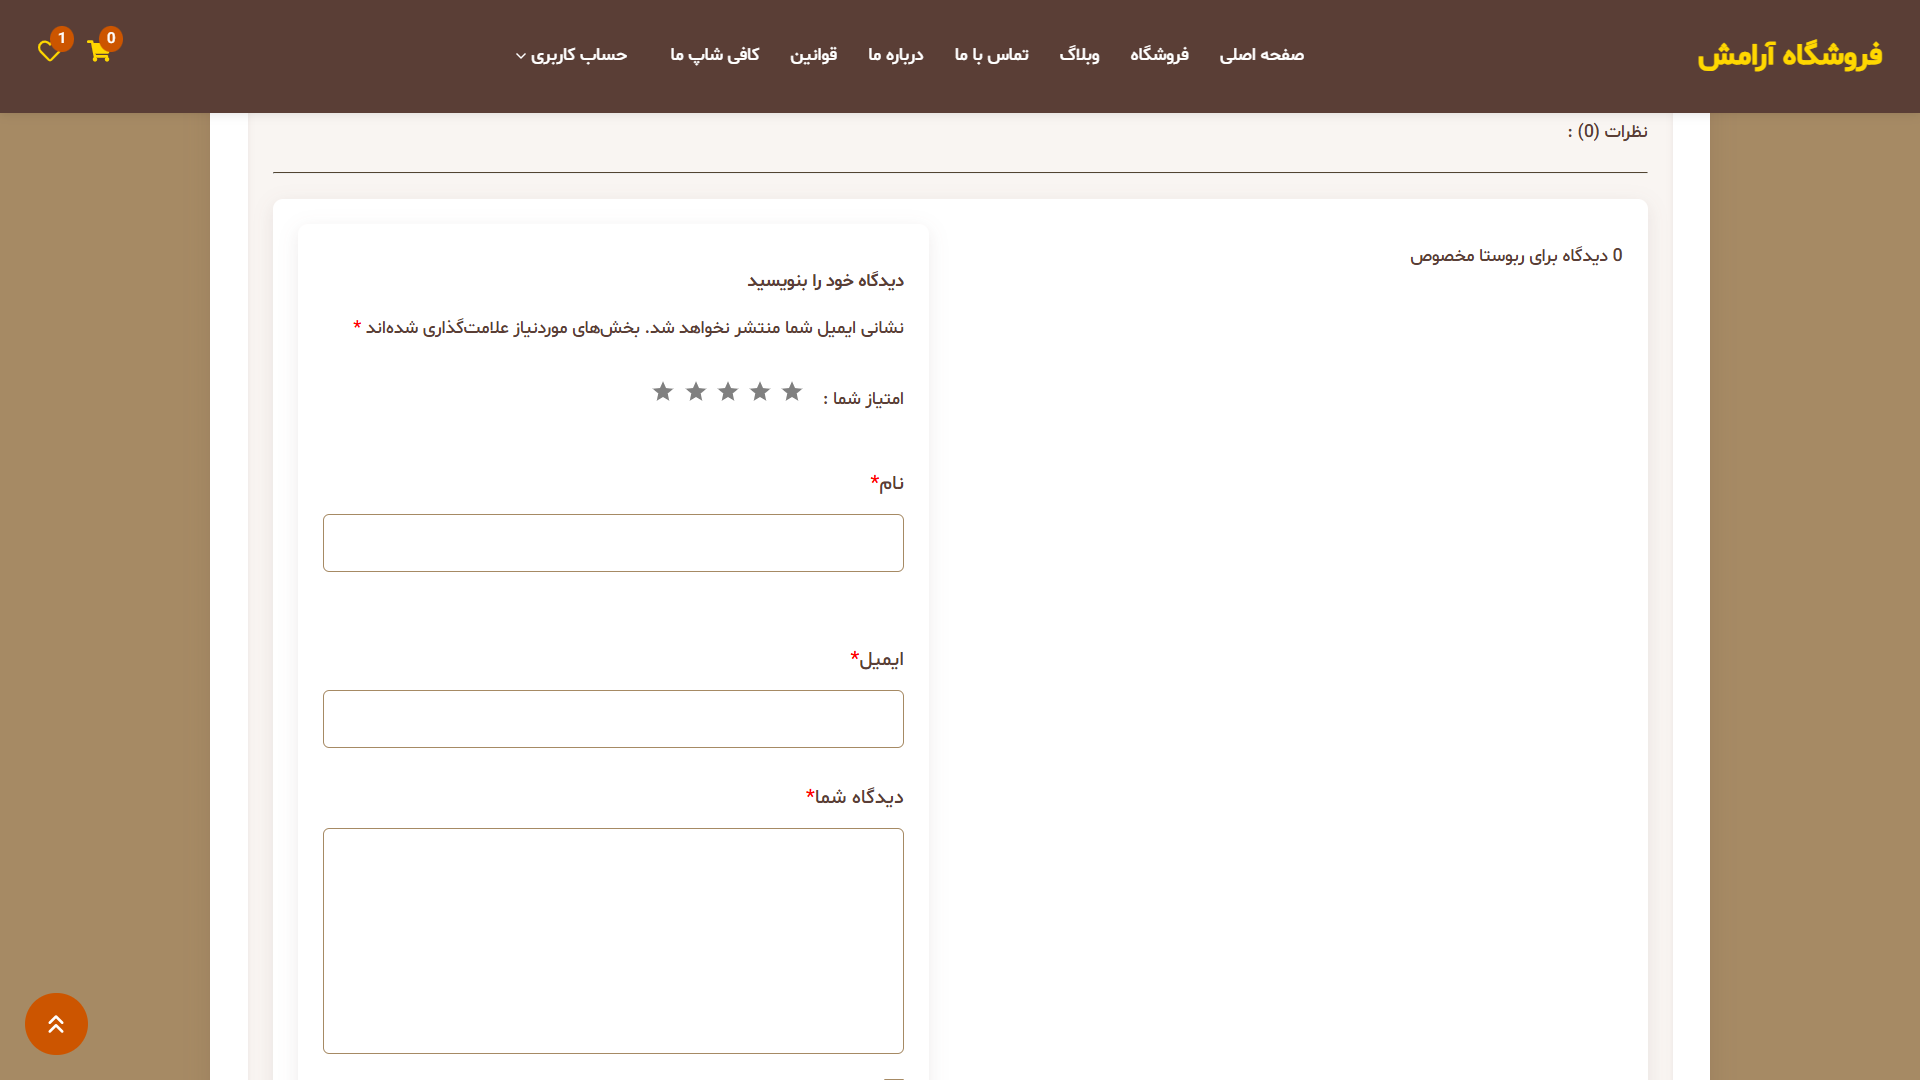 فروشگاه آرامش
صفحه اصلی
فروشگاه
وبلاگ
تماس با ما
درباره ما
قوانین
کافی شاپ ما
حساب کاربری
0
1
نظرات (0) :
0 دیدگاه برای ربوستا مخصوص
دیدگاه خود را بنویسید
نشانی ایمیل شما منتشر نخواهد شد. بخش‌های موردنیاز علامت‌گذاری شده‌اند *
امتیاز شما :
نام*
ایمیل*
دیدگاه شما*